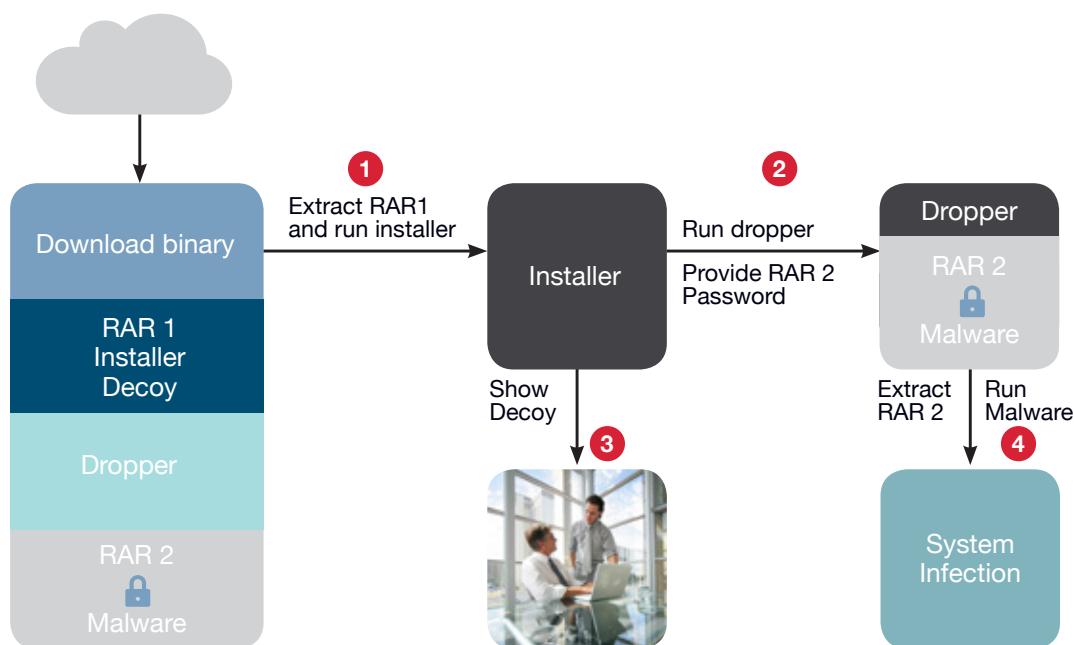 1
Extract RAR1
and run installer
2
Run dropper
Provide RAR 2
Password
Download binary
RAR 1
Installer
Decoy
Dropper
RAR 2
Malware
Installer
Dropper
RAR 2
Malware
Show
Decoy
3
Extract
RAR 2
Run
Malware
4
System
Infection